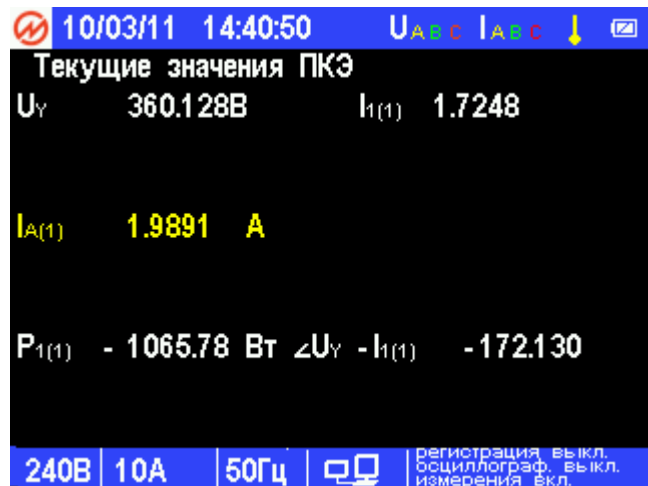 10/03/11 14:40:50 UABC IABC
Текущие значения ПКЭ
UY 360.128В I1(1) 1.7248
IA(1) 1.9891 А
P1(1) - 1065.78 Вт ∠UY - I1(1) -172.130
240В 10А 50Гц
регистрация выкл.
осциллограф. выкл.
измерения вкл.